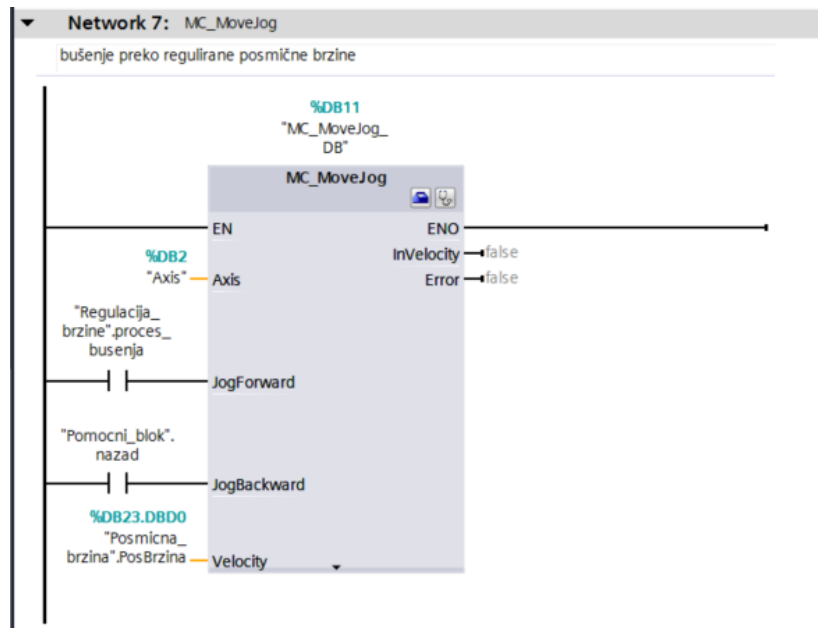 Network 7: MC_MoveJog
bušenje preko regulirane posmične brzine
%DB11
"MC_MoveJog_
DB"
MC_MoveJog
EN
ENO
InVelocity
false
%DB2
"Axis"
Axis
Error
false
"Regulacija_
brzine".proces_
busenja
JogForward
"Pomocni_blok".
nazad
JogBackward
%DB23.DBD0
"Posmicna_
brzina".PosBrzina
Velocity